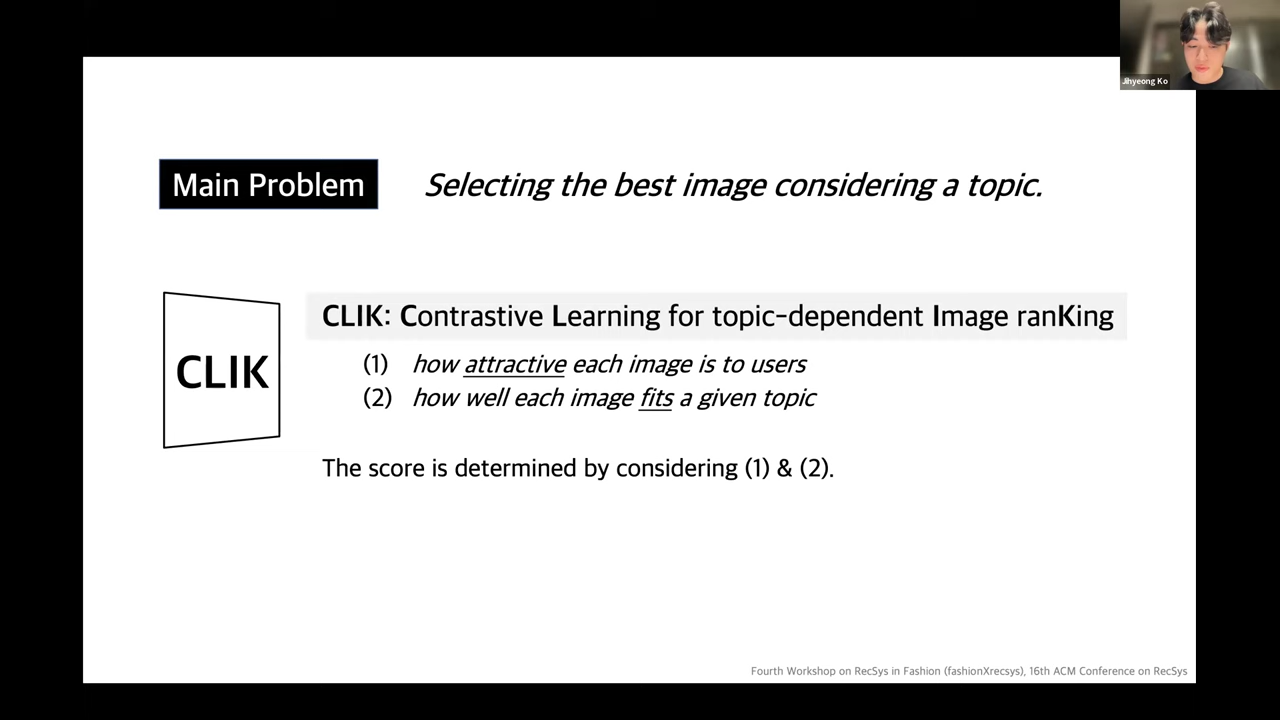 Jihyeong Ko
Main Problem
Selecting the best image considering a topic.
CLIK
CLIK: Contrastive Learning for topic-dependent Image ranKing
(1) how attractive each image is to users
(2) how well each image fits a given topic
The score is determined by considering (1) & (2).
Fourth Workshop on RecSys in Fashion (fashionXrecsys), 16th ACM Conference on RecSys